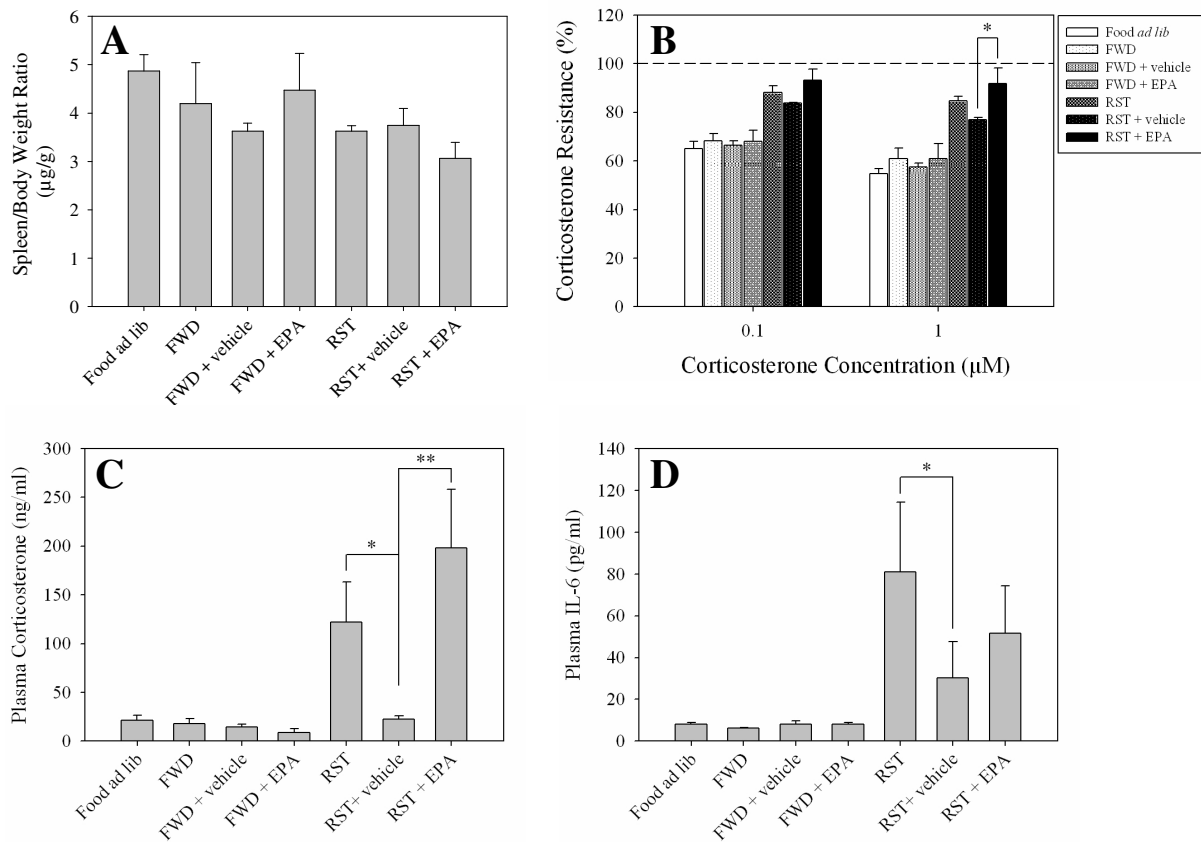 A
Spleen/Body Weight Ratio
(µg/g)
6
5
4
3
2
1
0
Food ad lib
FWD
FWD + vehicle
FWD + EPA
RST
RST+ vehicle
RST + EPA
B
Corticosterone Resistance (%)
120
100
80
60
40
20
0
*
0.1
1
Corticosterone Concentration (µM)
Food ad lib
FWD
FWD + vehicle
FWD + EPA
RST
RST + vehicle
RST + EPA
C
Plasma Corticosterone (ng/ml)
300
250
200
150
100
50
0
*
**
Food ad lib
FWD
FWD + vehicle
FWD + EPA
RST
RST+ vehicle
RST + EPA
D
Plasma IL-6 (pg/ml)
140
120
100
80
60
40
20
0
*
Food ad lib
FWD
FWD + vehicle
FWD + EPA
RST
RST+ vehicle
RST + EPA